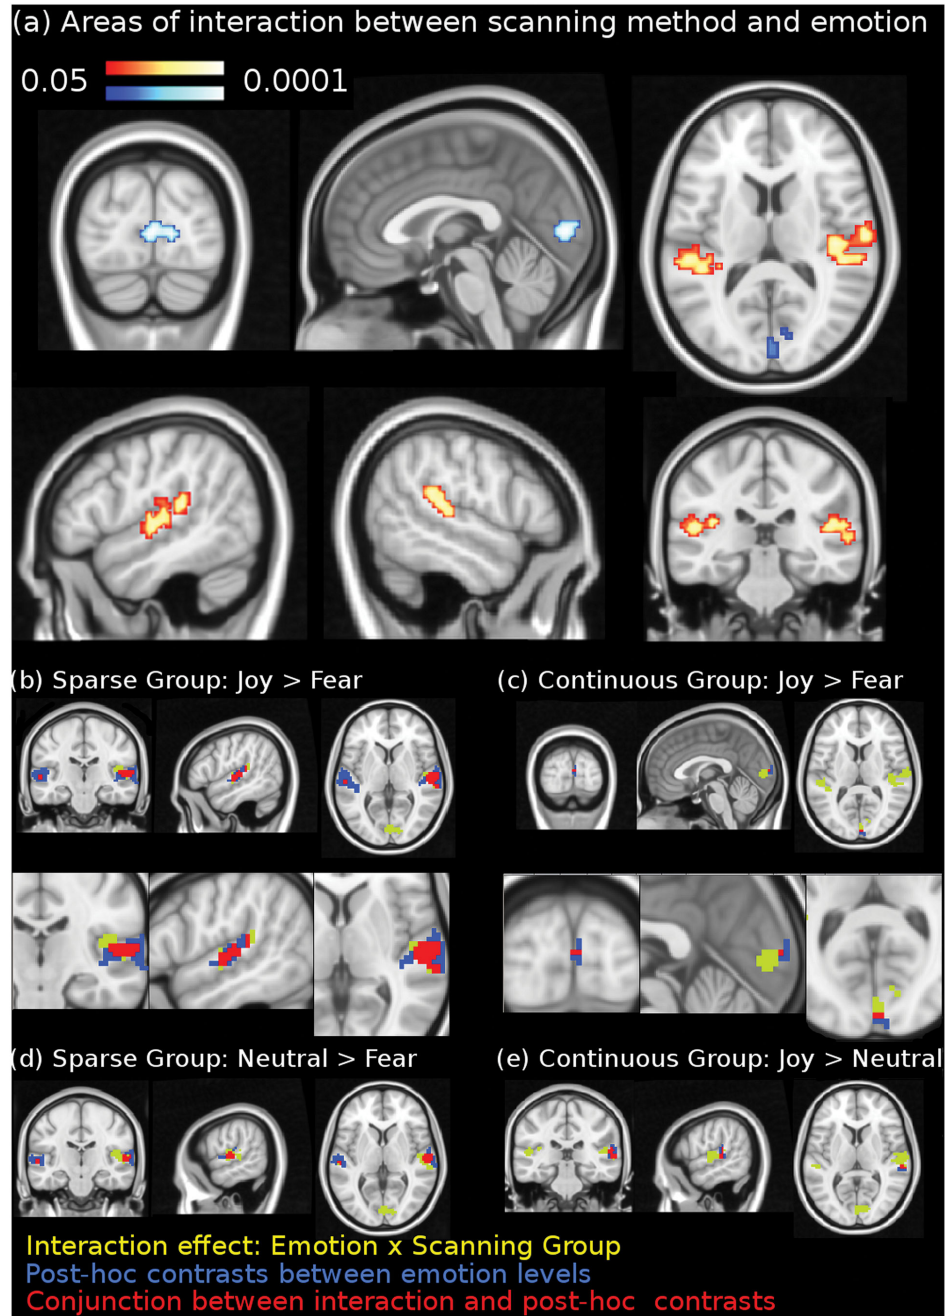 (a) Areas of interaction between scanning method and emotion
0.05 0.0001
(b) Sparse Group: Joy > Fear
(c) Continuous Group: Joy > Fear
(d) Sparse Group: Neutral > Fear
(e) Continuous Group: Joy > Neutral
Interaction effect: Emotion x Scanning Group
Post-hoc contrasts between emotion levels
Conjunction between interaction and post-hoc contrasts